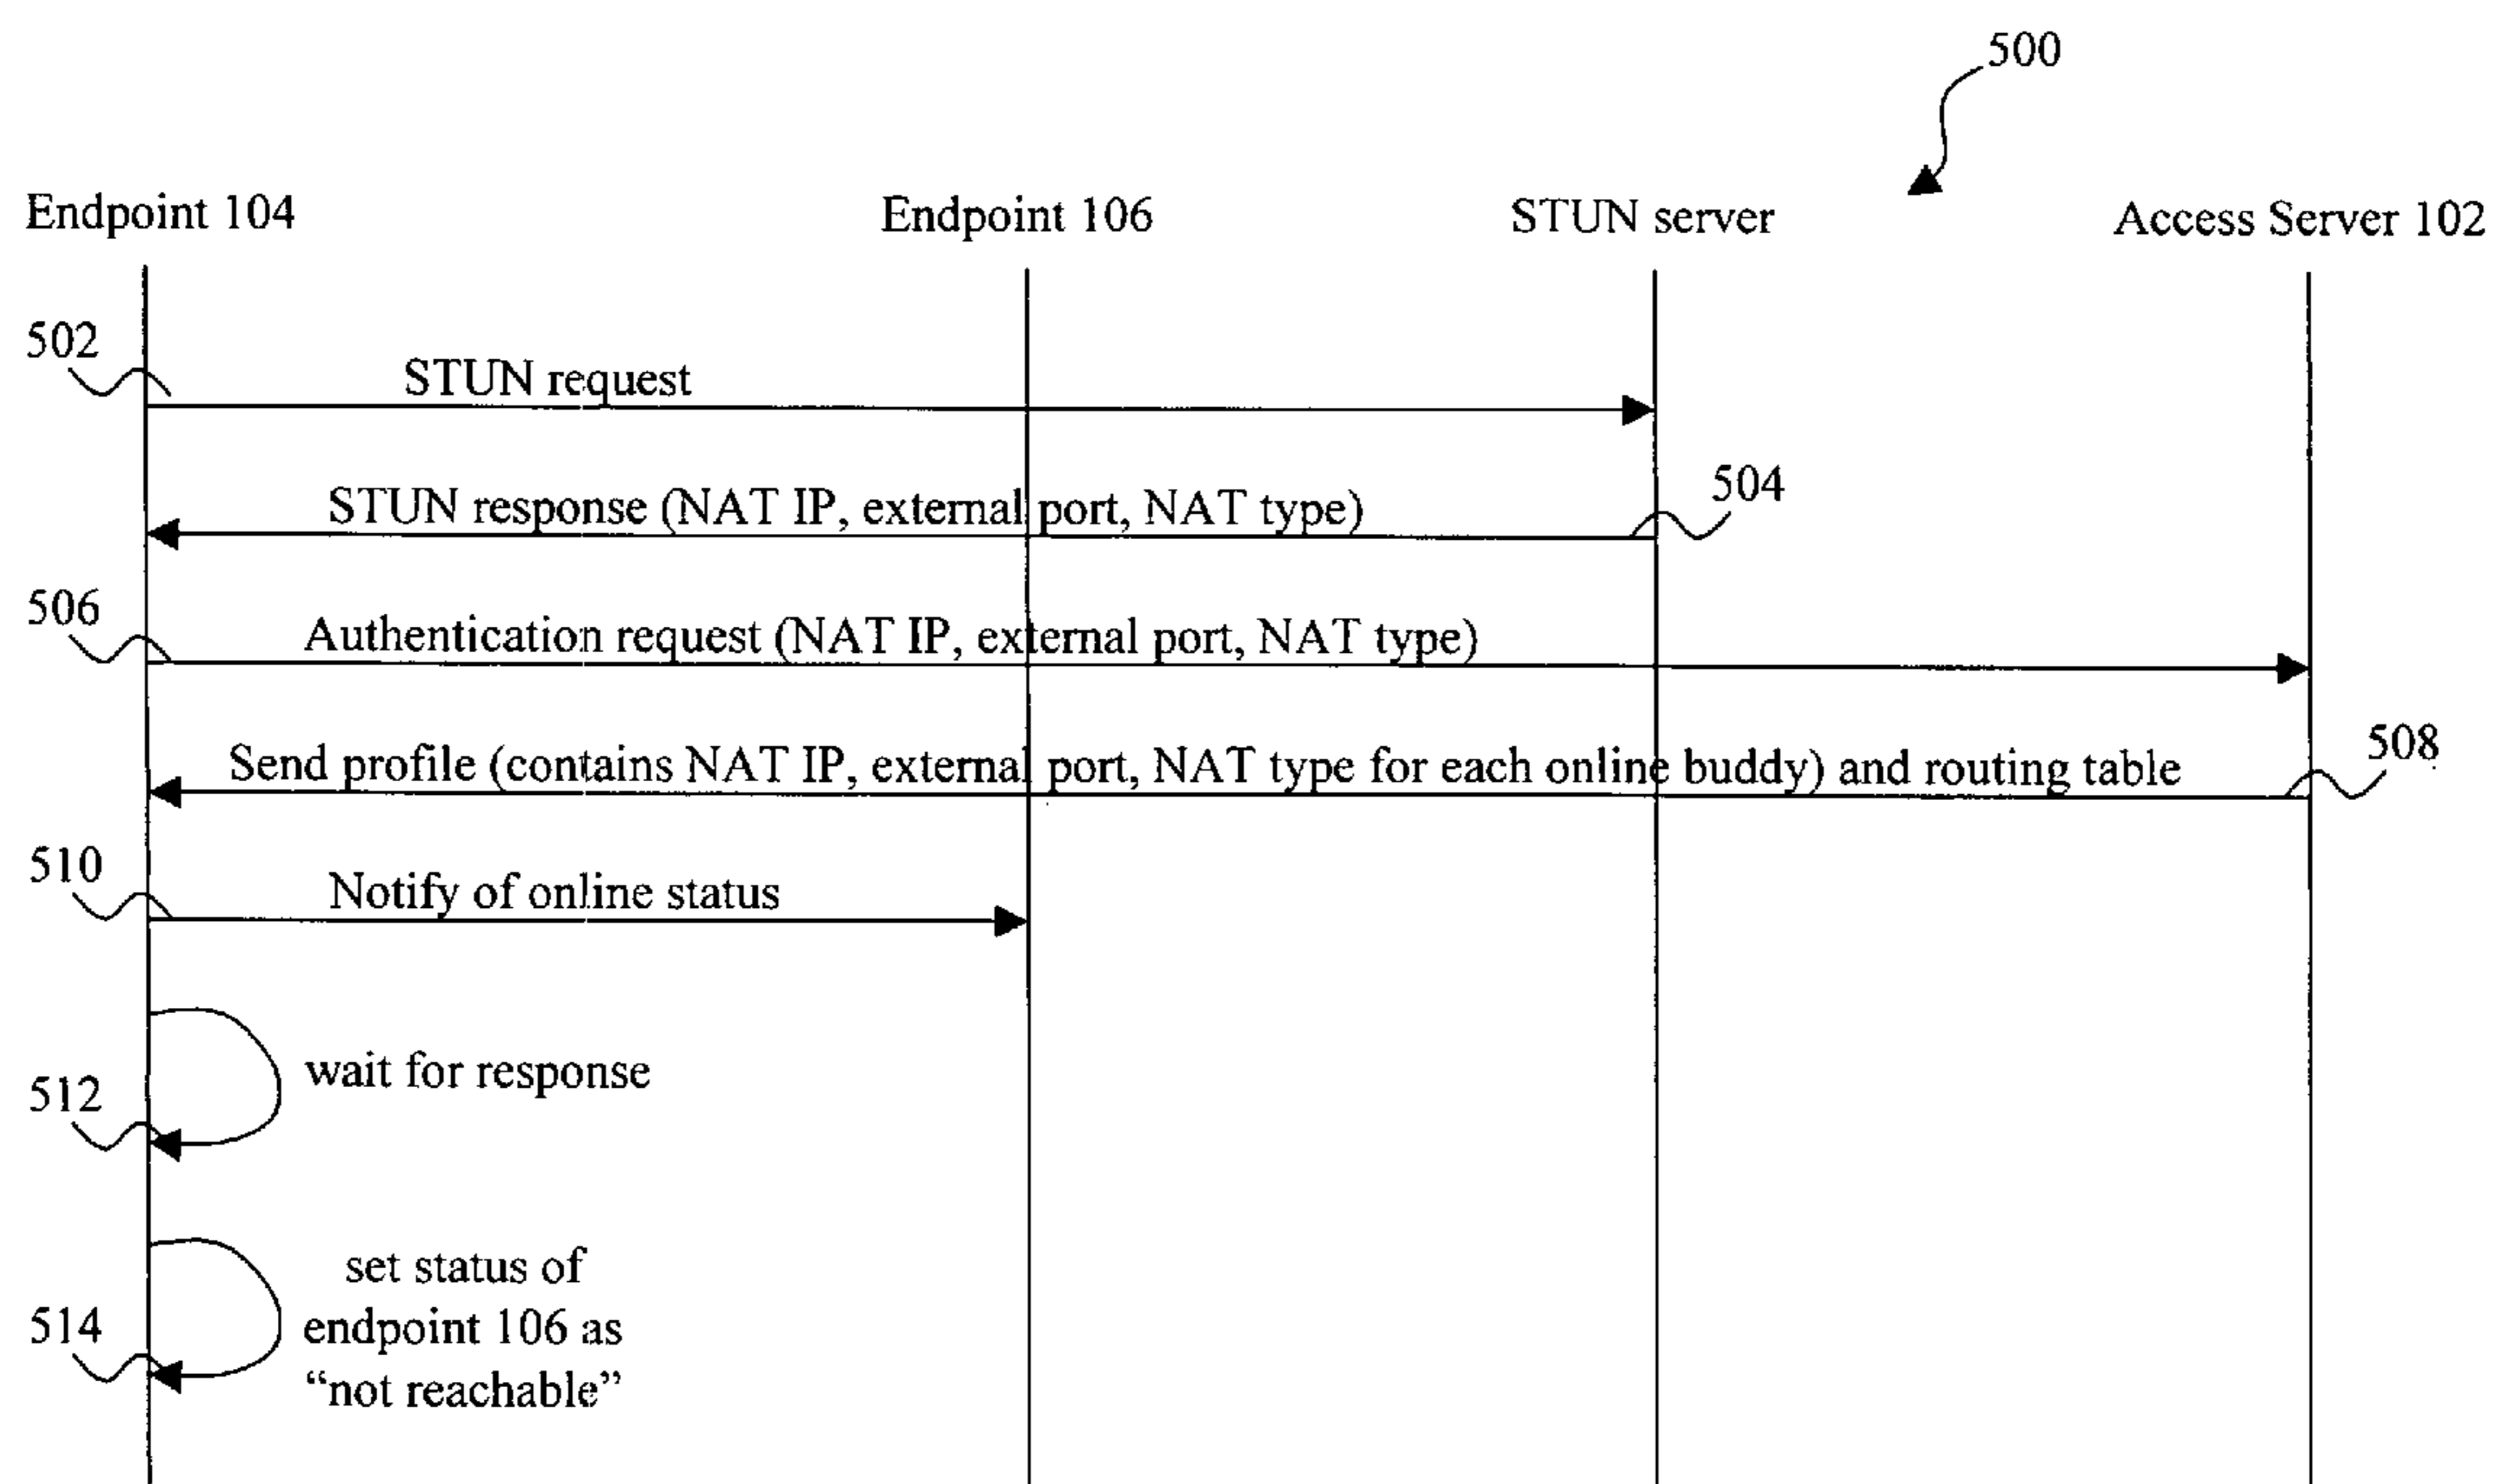 500
Endpoint 104
Endpoint 106
STUN server
Access Server 102
502
STUN request
STUN response (NAT IP, external port, NAT type)
504
506
Authentication request (NAT IP, external port, NAT type)
Send profile (contains NAT IP, external port, NAT type for each online buddy) and routing table
508
510
Notify of online status
wait for response
512
set status of
endpoint 106 as
“not reachable”
514